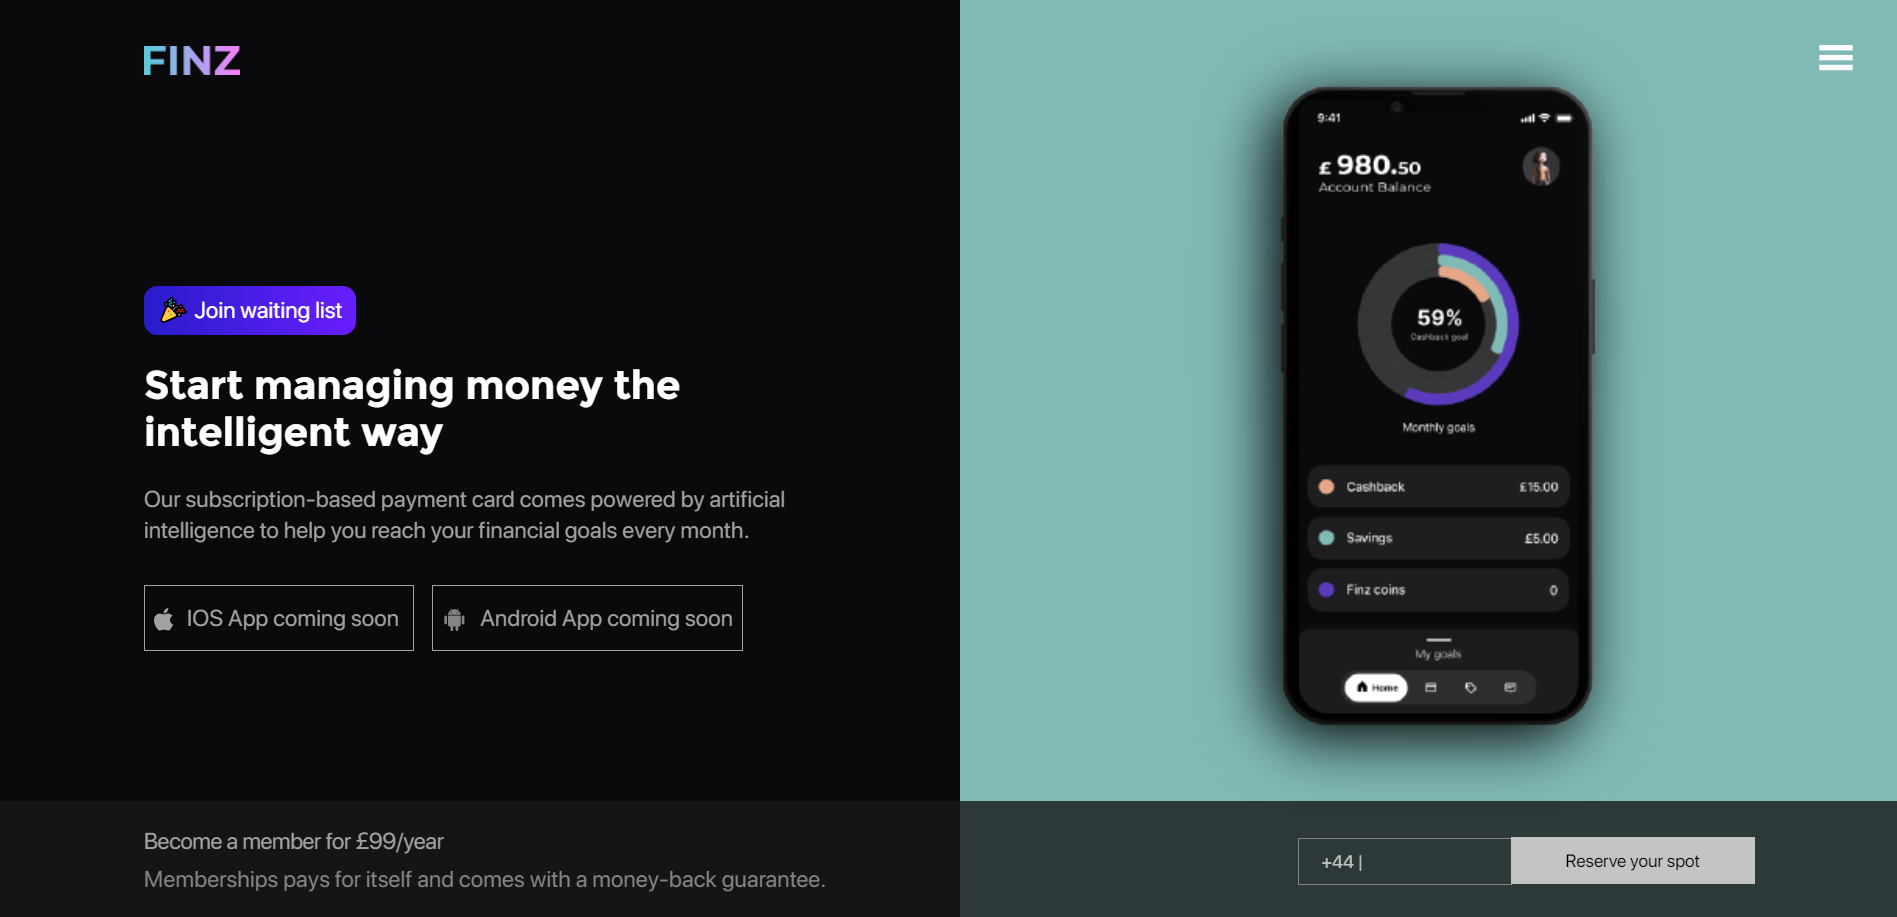 FINZ
Join waiting list
Start managing money the
intelligent way
Our subscription-based payment card comes powered by artificial
intelligence to help you reach your financial goals every month.
IOS App coming soon
Android App coming soon
9:41
£ 980.50
Account Balance
59%
Cashback goal
Monthly goals
Cashback £15.00
Savings £5.00
Finz coins 0
My goals
Home
Become a member for £99/year
Memberships pays for itself and comes with a money-back guarantee.
+44 |
Reserve your spot